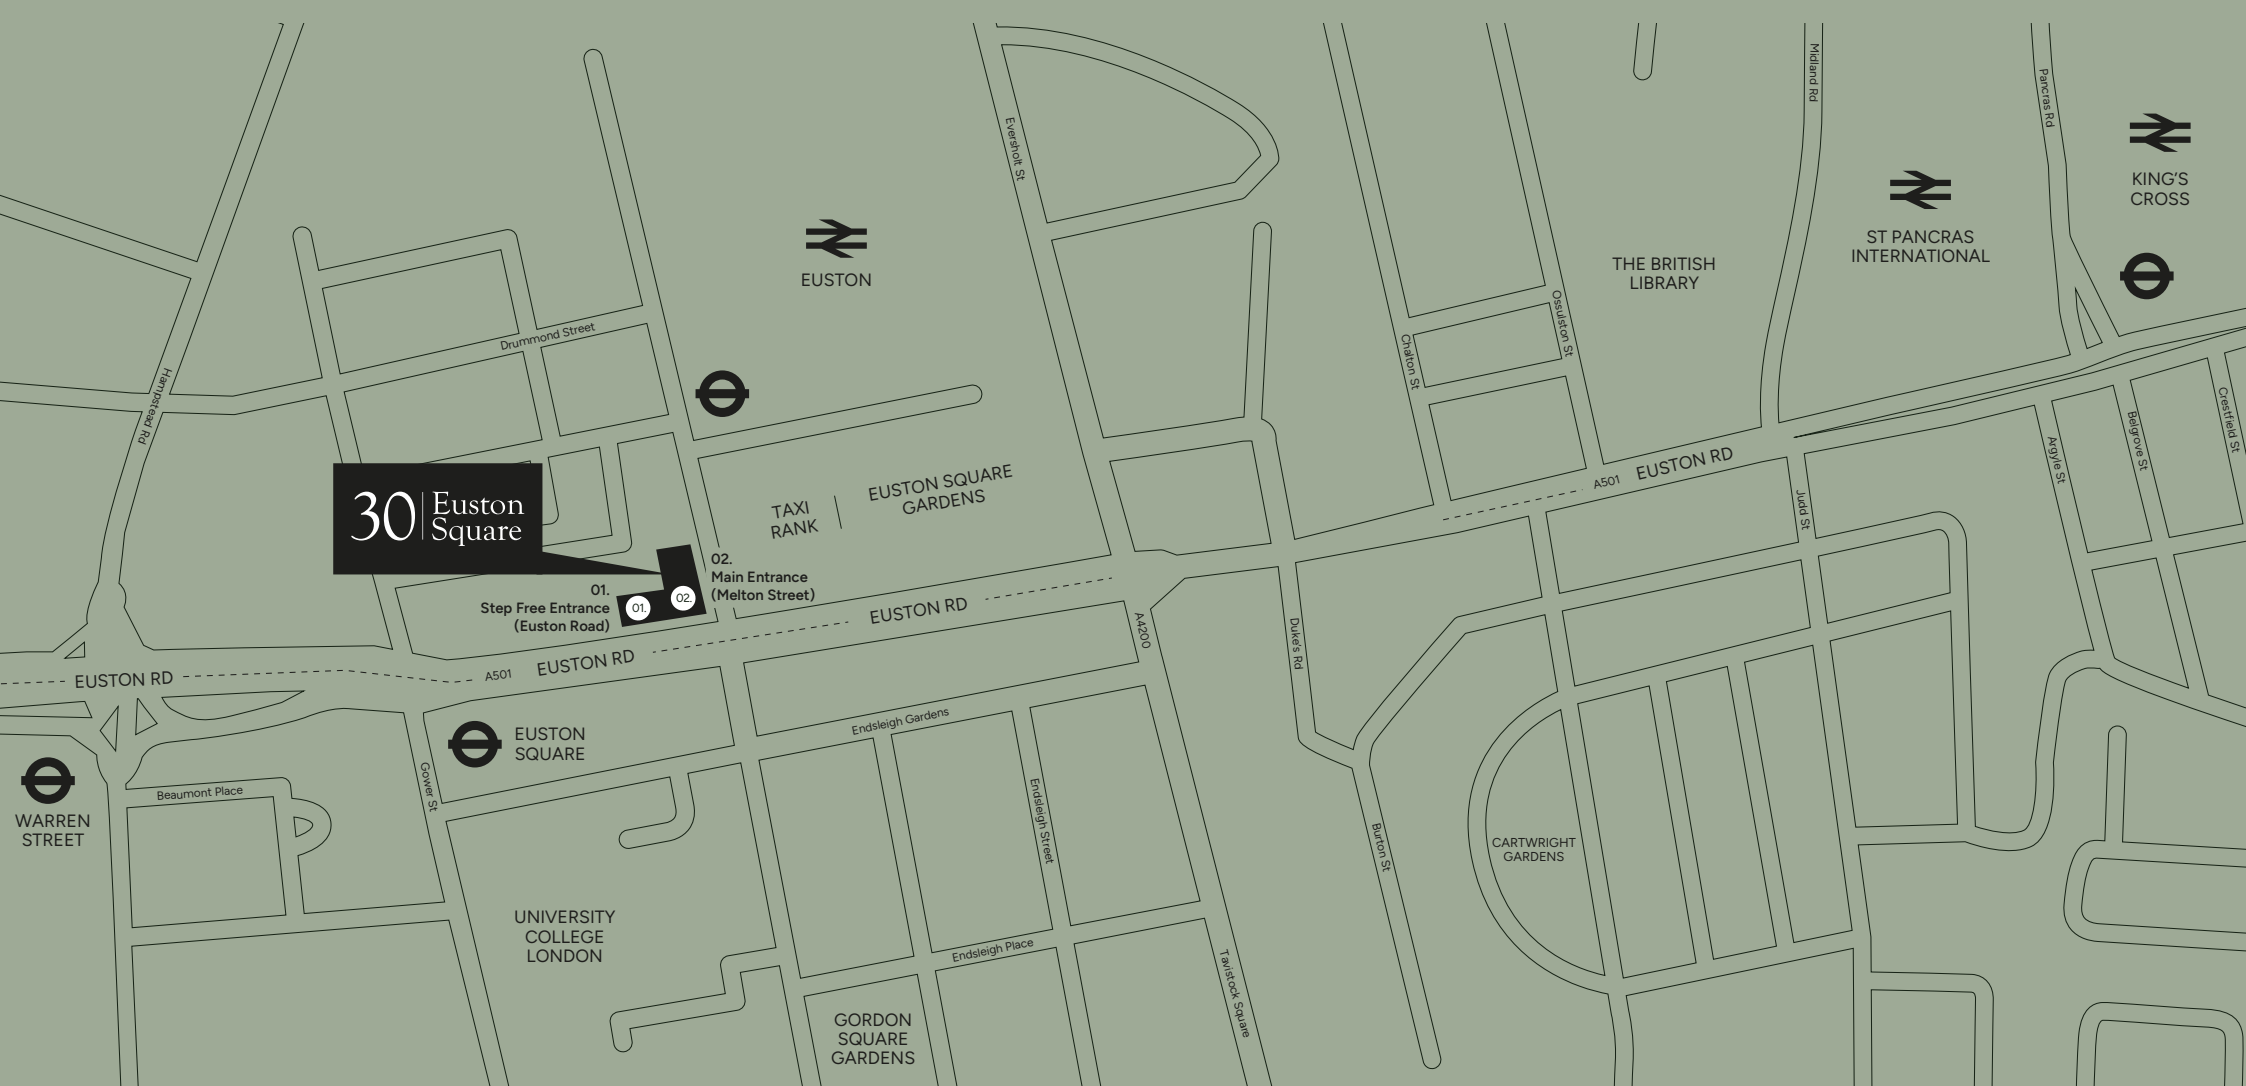 Midland Rd
Pancras Rd
KING'S
CROSS
Eversholt St
ST PANCRAS
INTERNATIONAL
THE BRITISH
LIBRARY
EUSTON
Drummond Street
Ossulston St
Chalton St
Hampstead Rd
Crestfield St
Belgrove St
Argyle St
EUSTON RD
A501
Judd St
EUSTON SQUARE
GARDENS
TAXI
RANK
30
Euston
Square
02.
Main Entrance
(Melton Street)
01.
Step Free Entrance
(Euston Road)
01.
02.
EUSTON RD
A4200
Duke's Rd
EUSTON RD
A501
EUSTON RD
Endsleigh Gardens
EUSTON
SQUARE
Gower St
Beaumont Place
WARREN
STREET
Endsleigh Street
Burton St
CARTWRIGHT
GARDENS
UNIVERSITY
COLLEGE
LONDON
Endsleigh Place
Tavistock Square
GORDON
SQUARE
GARDENS